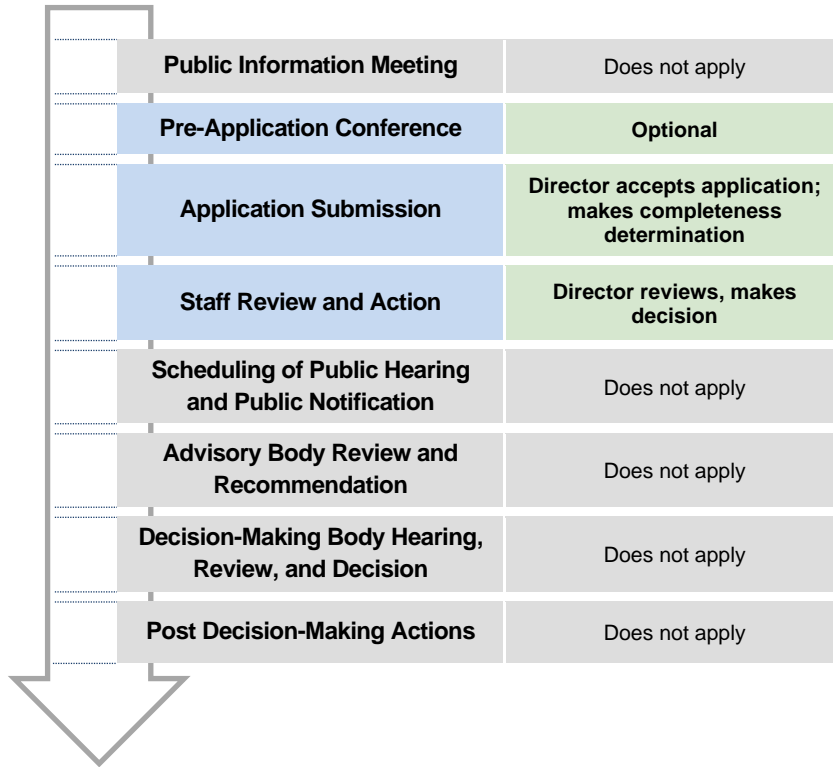 Public Information Meeting
Does not apply
Pre-Application Conference
Optional
Application Submission
Director accepts application;
makes completeness
determination
Staff Review and Action
Director reviews, makes
decision
Scheduling of Public Hearing
and Public Notification
Does not apply
Advisory Body Review and
Recommendation
Does not apply
Decision-Making Body Hearing,
Review, and Decision
Does not apply
Post Decision-Making Actions
Does not apply